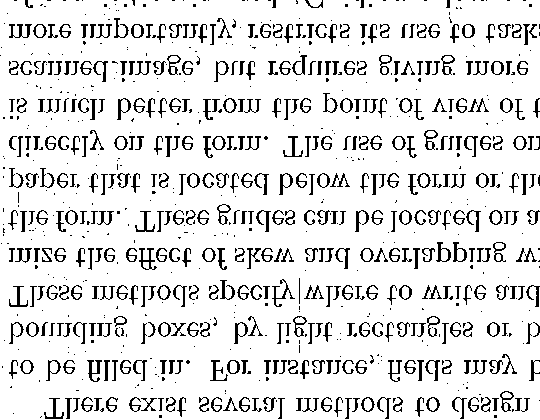 There exist several methods to design
to be filled in. For instance, fields may b
bounding boxes, by light rectangles or b
These methods specify where to write and
mize the effect of skew and overlapping wi
the form. These guides can be located on a
paper that is located below the form or the
directly on the form. The use of guides on
is much better from the point of view of t
scanned image, but requires giving more
more importantly, restricts its use to tasks